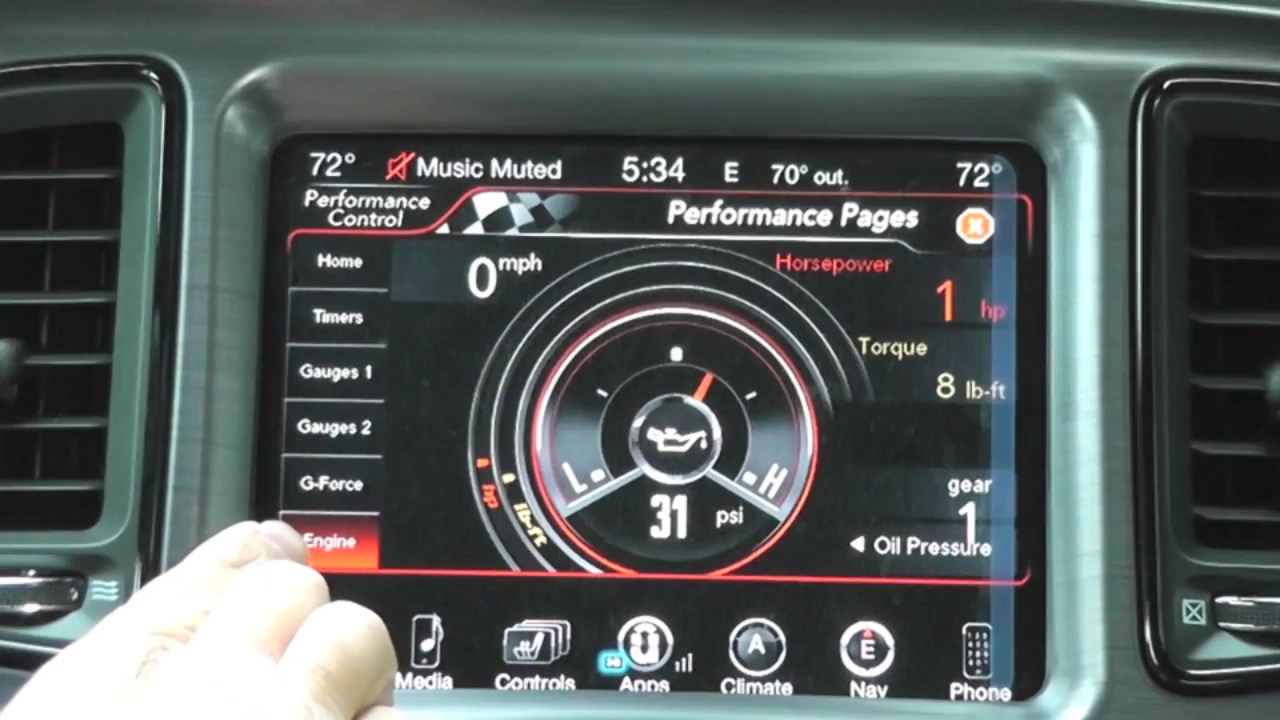 72° Music Muted 5:34 E 70° out. 72°
Performance
Control
Performance Pages
Home
Timers
Gauges 1
Gauges 2
G-Force
Engine
0 mph
Horsepower
1 hp
Torque
8 lb-ft
L H
hp
lb-ft
31 psi
gear
1
Oil Pressure
A
E
Media Controls Apps Climate Nav Phone